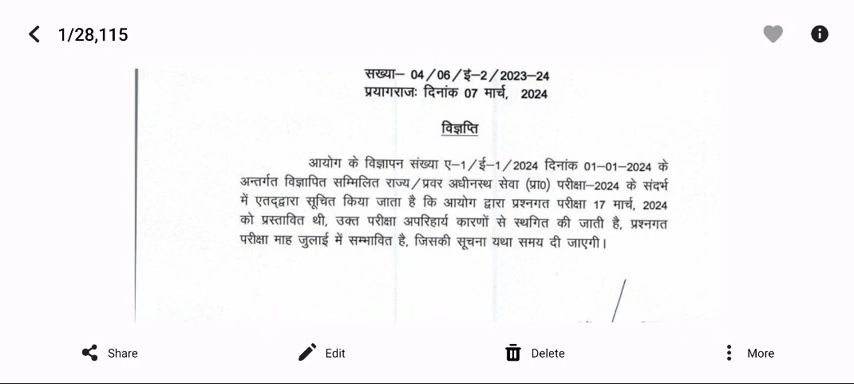 1/28,115
संख्या– 04/06/ई–2/2023–24
प्रयागराजः दिनांक 07 मार्च, 2024
विज्ञप्ति
आयोग के विज्ञापन संख्या ए–1/ई–1/2024 दिनांक 01–01–2024 के
अन्तर्गत विज्ञापित सम्मिलित राज्य/प्रवर अधीनस्थ सेवा (प्रा0) परीक्षा–2024 के संदर्भ
में एतद्द्वारा सूचित किया जाता है कि आयोग द्वारा प्रश्नगत परीक्षा 17 मार्च, 2024
को प्रस्तावित थी, उक्त परीक्षा अपरिहार्य कारणों से स्थगित की जाती है, प्रश्नगत
परीक्षा माह जुलाई में सम्भावित है, जिसकी सूचना यथा समय दी जाएगी।
Share Edit Delete More